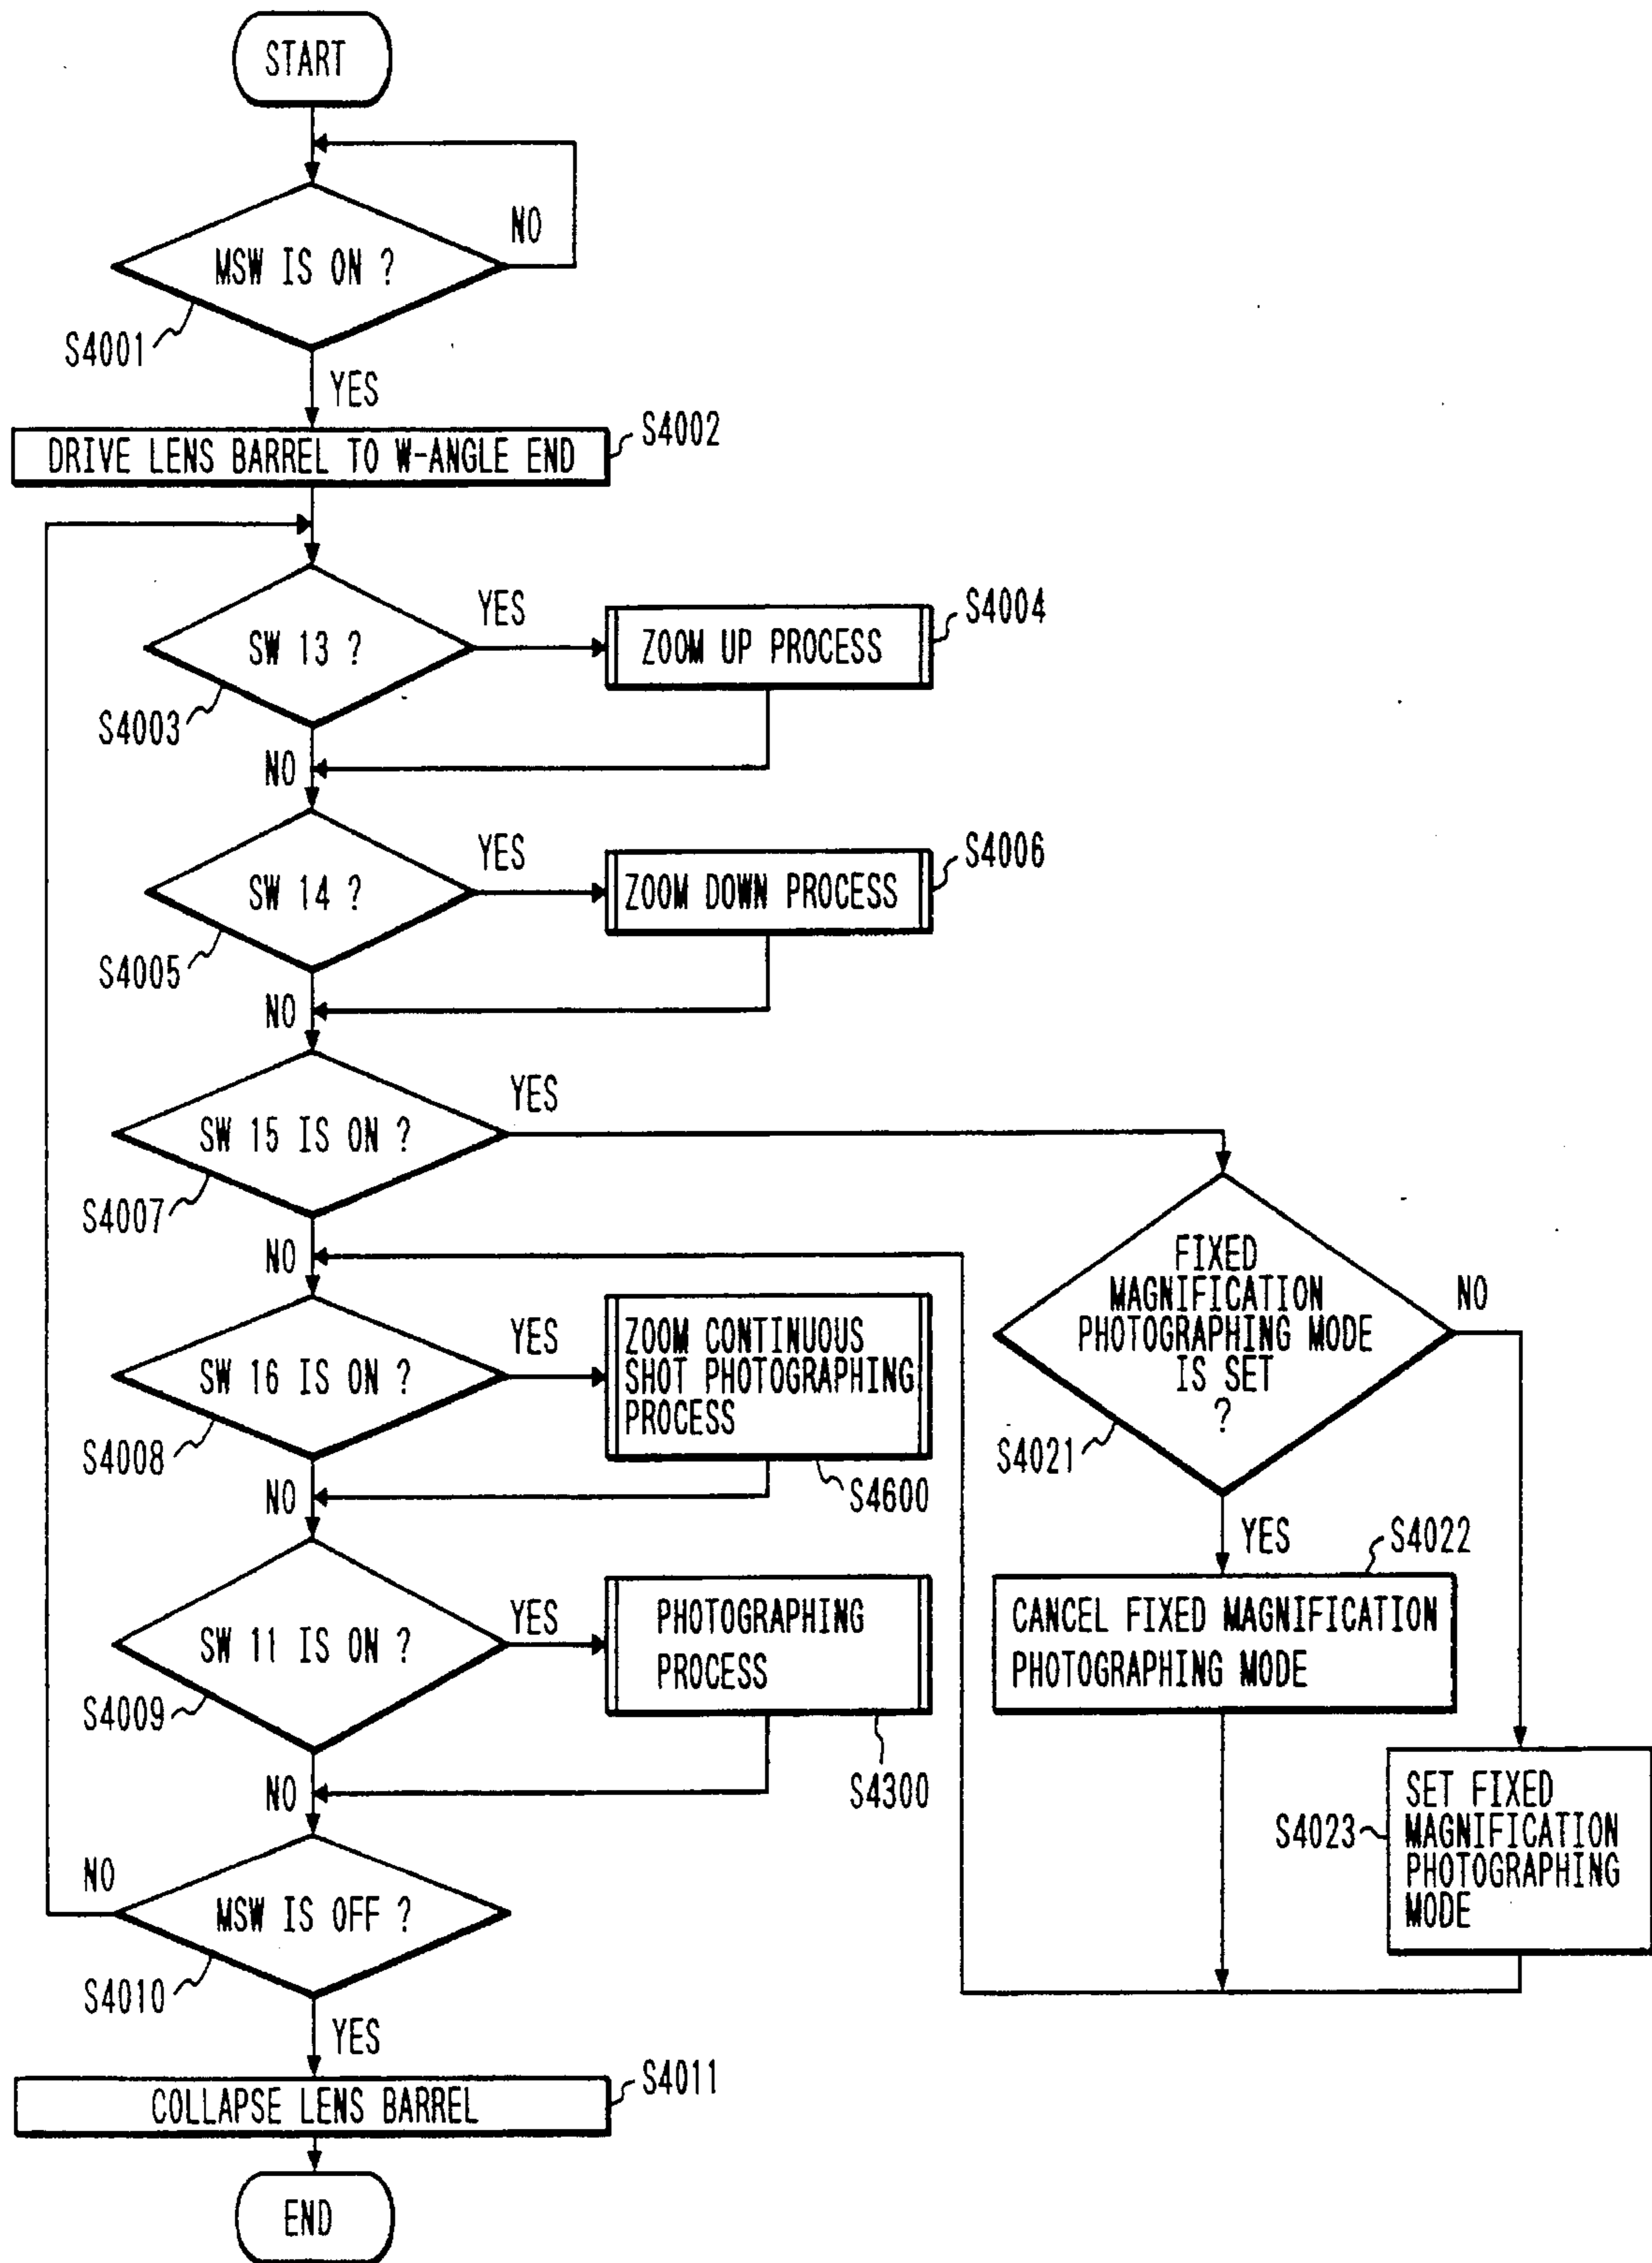 START
MSW IS ON ?
NO
S4001
YES
DRIVE LENS BARREL TO W-ANGLE END
S4002
SW 13 ?
YES
ZOOM UP PROCESS
S4004
S4003
NO
SW 14 ?
YES
ZOOM DOWN PROCESS
S4006
S4005
NO
SW 15 IS ON ?
YES
S4007
NO
FIXED
MAGNIFICATION
PHOTOGRAPHING MODE
IS SET
?
NO
S4021
YES
SW 16 IS ON ?
YES
ZOOM CONTINUOUS
SHOT PHOTOGRAPHING
PROCESS
S4008
S4600
NO
S4022
CANCEL FIXED MAGNIFICATION
PHOTOGRAPHING MODE
SW 11 IS ON ?
YES
PHOTOGRAPHING
PROCESS
S4009
S4300
NO
S4023
SET FIXED
MAGNIFICATION
PHOTOGRAPHING
MODE
MSW IS OFF ?
NO
S4010
YES
COLLAPSE LENS BARREL
S4011
END